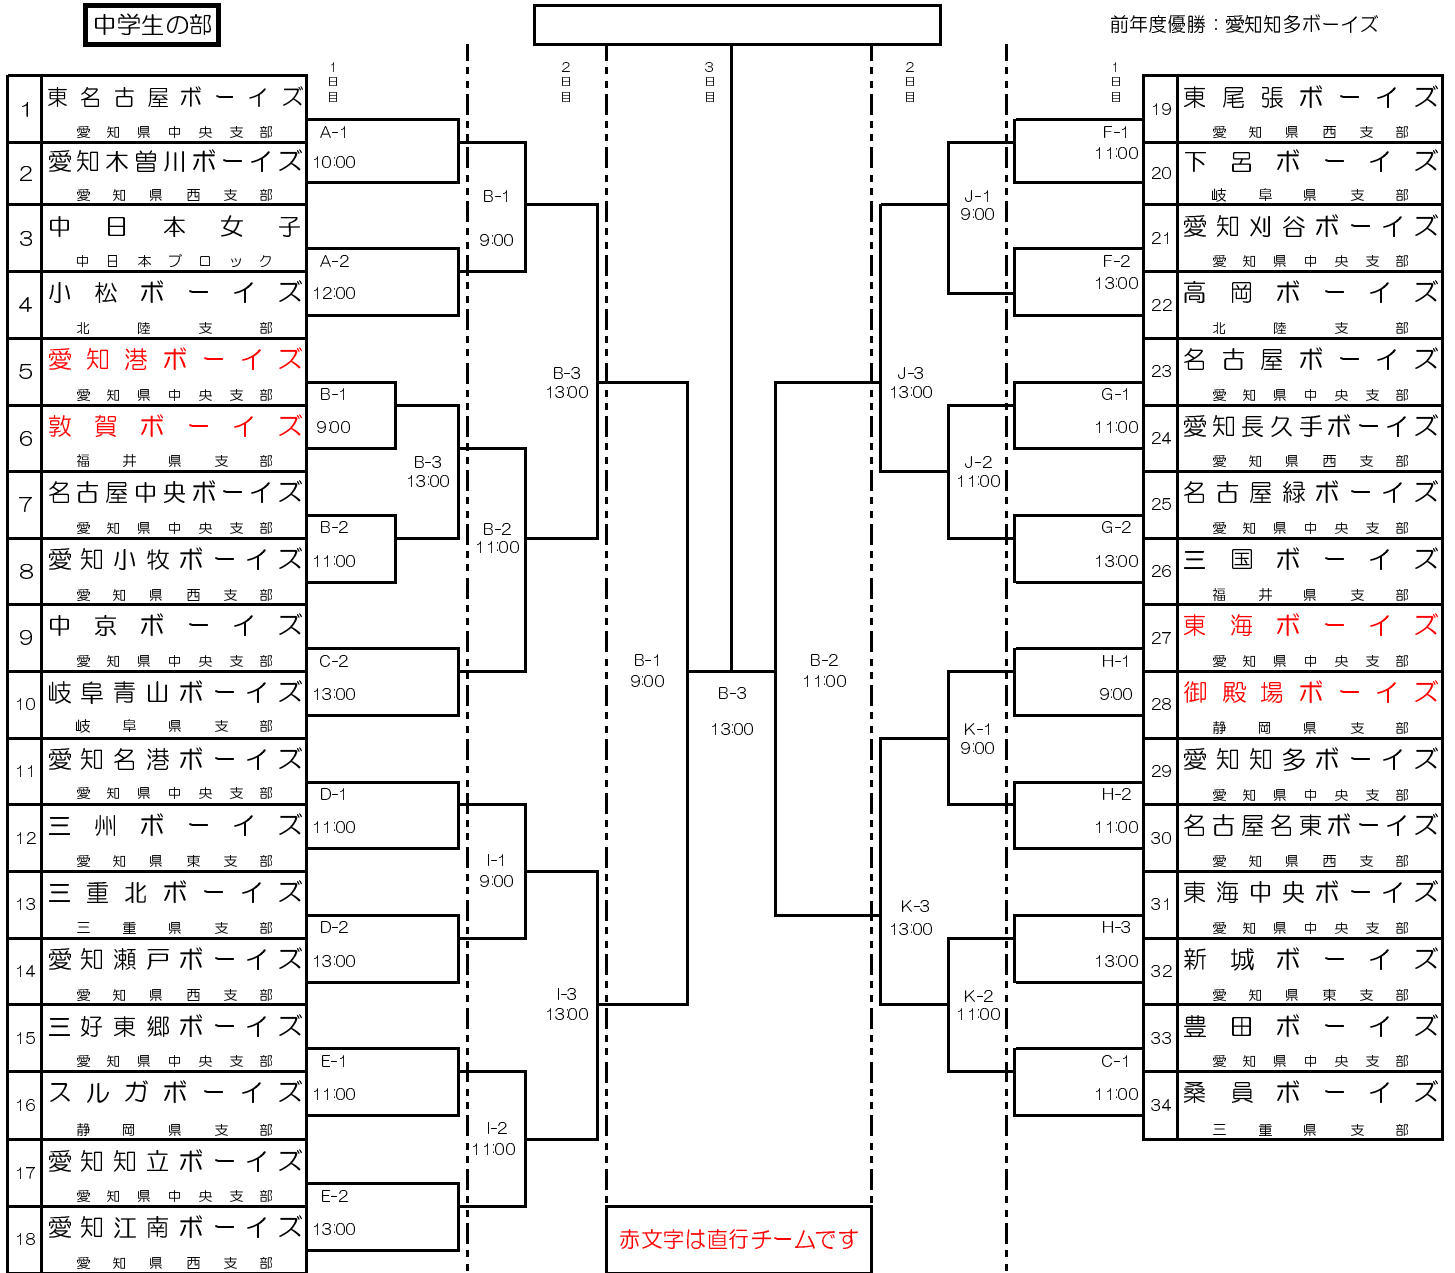 中学生の部
前年度優勝：愛知知多ボーイズ
1日目
2日目
3日目
2日目
1日目
1
東名古屋ボーイズ
愛知県中央支部
2
愛知木曽川ボーイズ
愛知県西支部
3
中日本女子
中日本ブロック
4
小松ボーイズ
北陸支部
5
愛知港ボーイズ
愛知県中央支部
6
敦賀ボーイズ
福井県支部
7
名古屋中央ボーイズ
愛知県中央支部
8
愛知小牧ボーイズ
愛知県西支部
9
中京ボーイズ
愛知県中央支部
10
岐阜青山ボーイズ
岐阜県支部
11
愛知名港ボーイズ
愛知県中央支部
12
三州ボーイズ
愛知県東支部
13
三重北ボーイズ
三重県支部
14
愛知瀬戸ボーイズ
愛知県西支部
15
三好東郷ボーイズ
愛知県中央支部
16
スルガボーイズ
静岡県支部
17
愛知知立ボーイズ
愛知県中央支部
18
愛知江南ボーイズ
愛知県西支部
A-1
10:00
A-2
12:00
B-1
9:00
B-2
11:00
B-3
13:00
C-2
13:00
D-1
11:00
D-2
13:00
E-1
11:00
E-2
13:00
B-1
9:00
B-2
11:00
I-1
9:00
I-2
11:00
B-3
13:00
I-3
13:00
B-1
9:00
B-3
13:00
B-2
11:00
J-3
13:00
K-3
13:00
J-1
9:00
J-2
11:00
K-1
9:00
K-2
11:00
F-1
11:00
F-2
13:00
G-1
11:00
G-2
13:00
H-1
9:00
H-2
11:00
H-3
13:00
C-1
11:00
19
東尾張ボーイズ
愛知県西支部
20
下呂ボーイズ
岐阜県支部
21
愛知刈谷ボーイズ
愛知県中央支部
22
高岡ボーイズ
北陸支部
23
名古屋ボーイズ
愛知県中央支部
24
愛知長久手ボーイズ
愛知県西支部
25
名古屋緑ボーイズ
愛知県中央支部
26
三国ボーイズ
福井県支部
27
東海ボーイズ
愛知県中央支部
28
御殿場ボーイズ
静岡県支部
29
愛知知多ボーイズ
愛知県中央支部
30
名古屋名東ボーイズ
愛知県西支部
31
東海中央ボーイズ
愛知県中央支部
32
新城ボーイズ
愛知県東支部
33
豊田ボーイズ
愛知県中央支部
34
桑員ボーイズ
三重県支部
赤文字は直行チームです